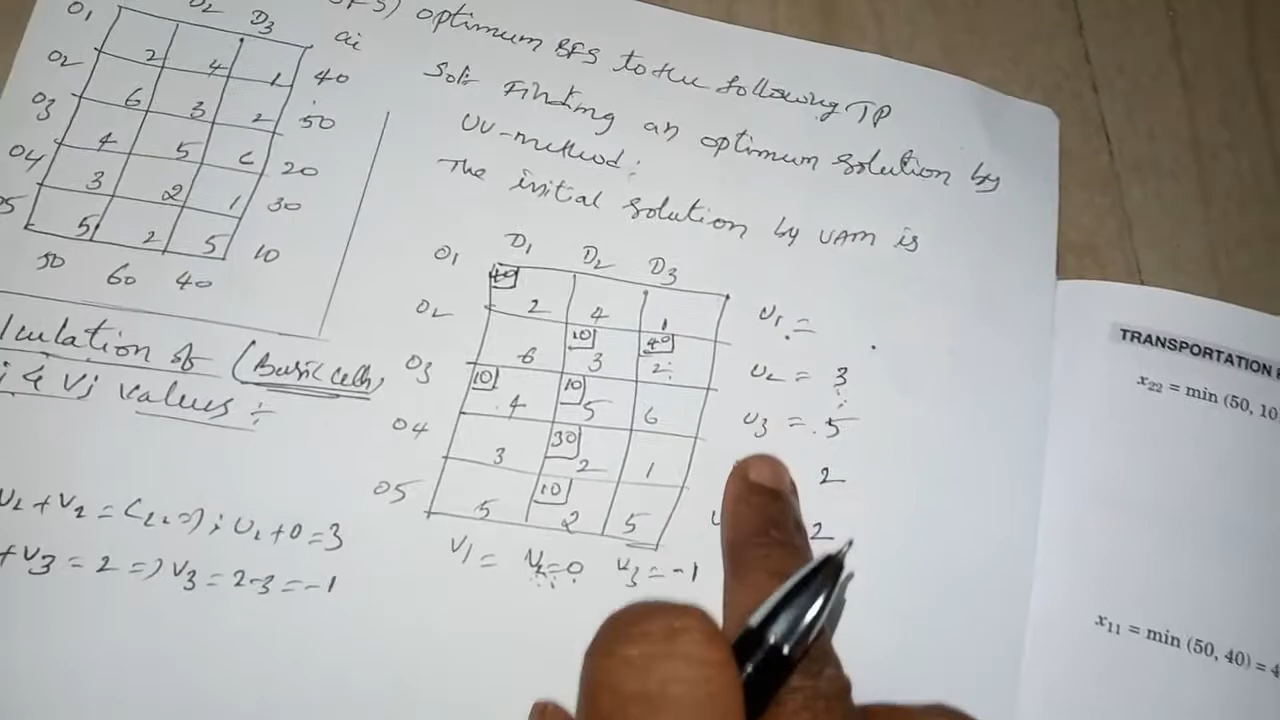 BFS) optimum BFS to the following TP
Sol: Finding an optimum solution by
UV-method:
The initial solution by VAM is
D2 D3 ai
O1 2 4 1 40
O2 6 3 2 50
O3 4 5 6 20
O4 3 2 1 30
O5 5 2 5 10
50 60 40
lculation of (Basic cells)
i & Vj values :-
U2+V2 = C22 => ; U2+0=3
+V3 = 2 => V3 = 2-3 = -1
D1 D2 D3
O1 40 2 4 1 U1 =
O2 6 10 3 40 2 U2 = 3
O3 10 4 10 5 6 U3 = 5
O4 3 30 2 1 2
O5 5 10 2 5 2
V1 = V2=0 V3 = -1
TRANSPORTATION
x22 = min (50, 10
x11 = min (50, 40) = 4